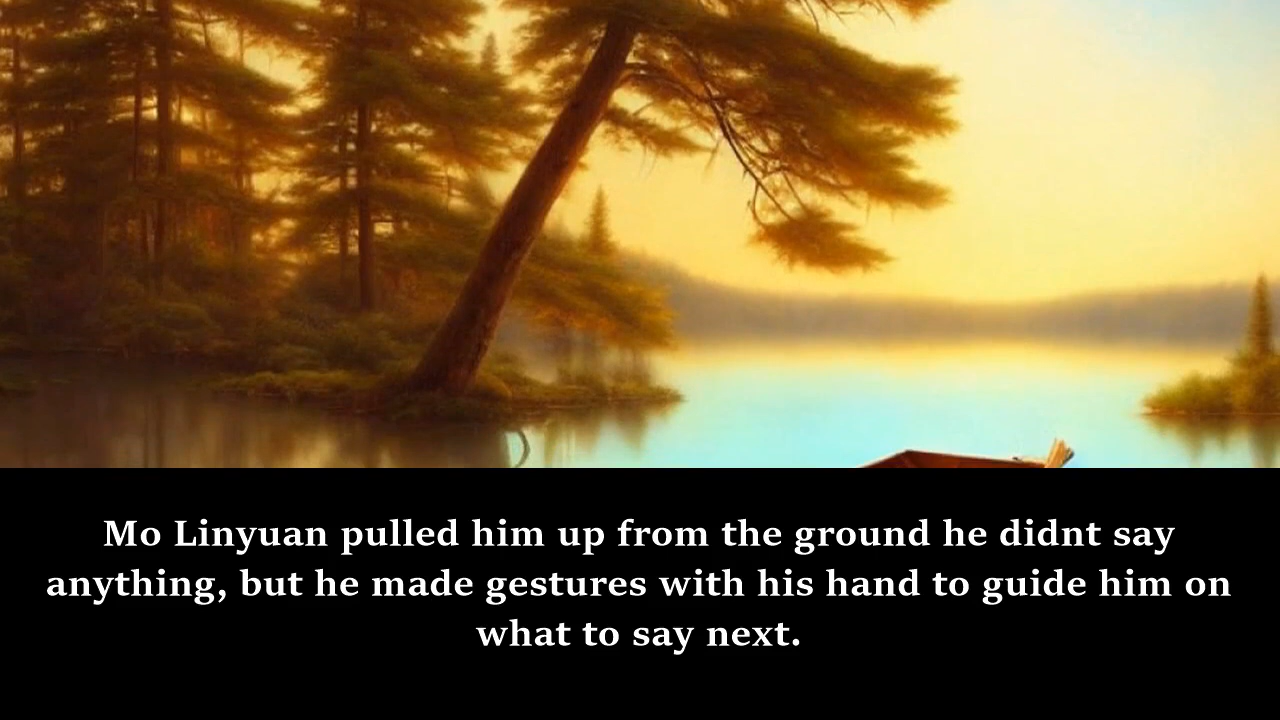 Mo Linyuan pulled him up from the ground he didnt say
anything, but he made gestures with his hand to guide him on
what to say next.